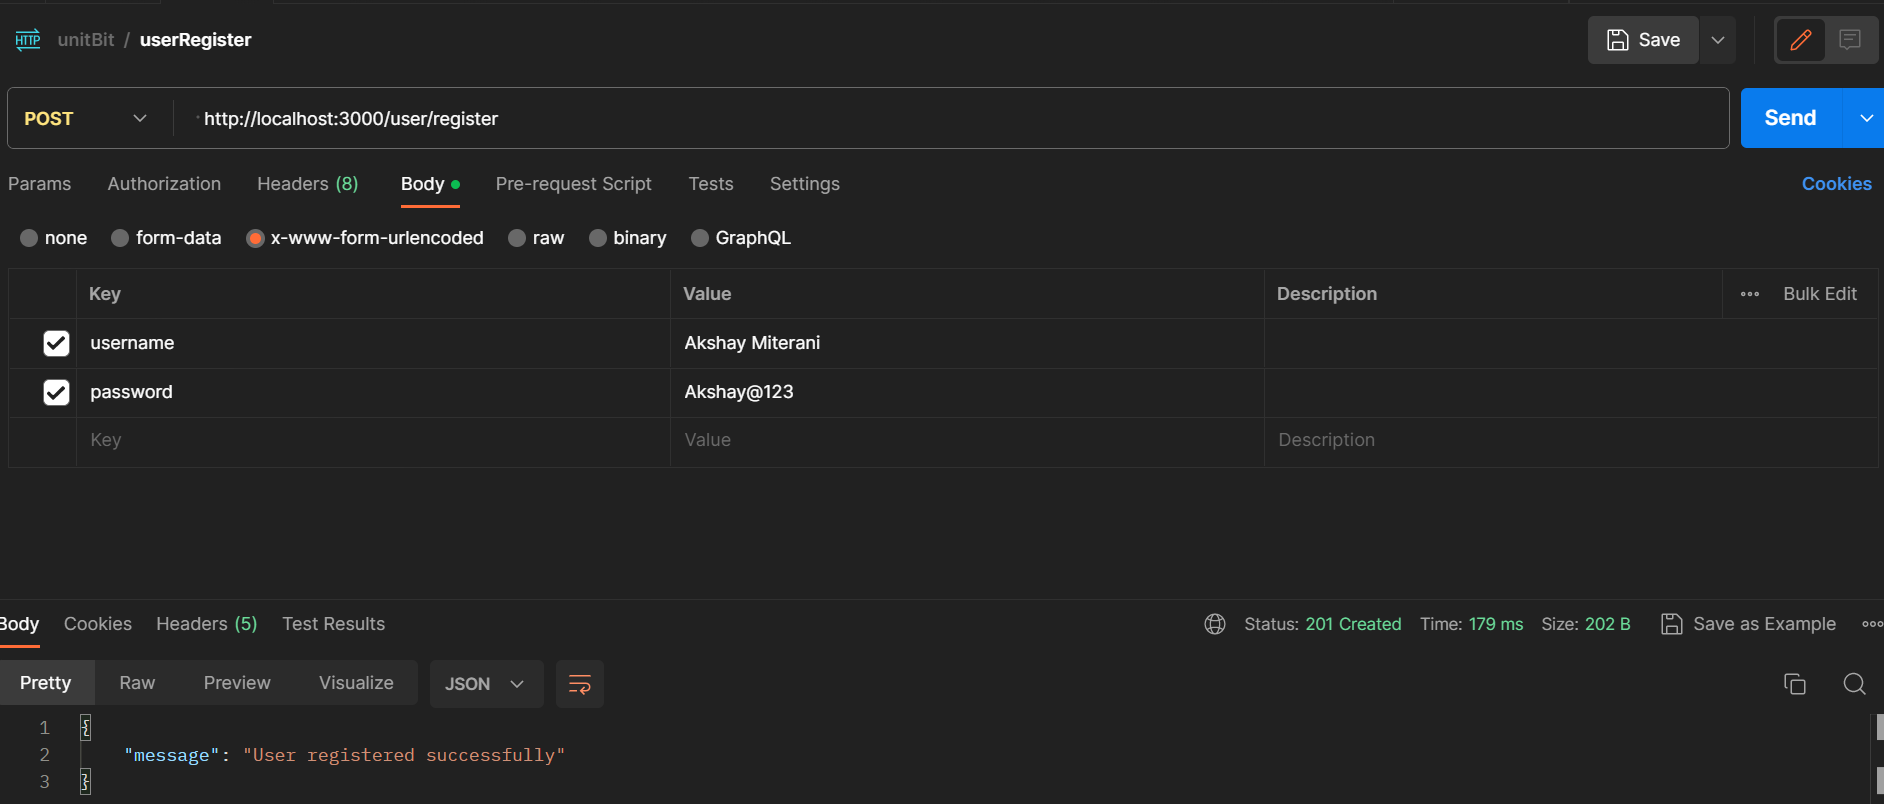 HTTP unitBit / userRegister Save
POST http://localhost:3000/user/register Send
Params Authorization Headers (8) Body Pre-request Script Tests Settings Cookies
none form-data x-www-form-urlencoded raw binary GraphQL
Key Value Description Bulk Edit
username Akshay Miterani
password Akshay@123
Key Value Description
Body Cookies Headers (5) Test Results Status: 201 Created Time: 179 ms Size: 202 B Save as Example
Pretty Raw Preview Visualize JSON
1 {
2 "message": "User registered successfully"
3 }